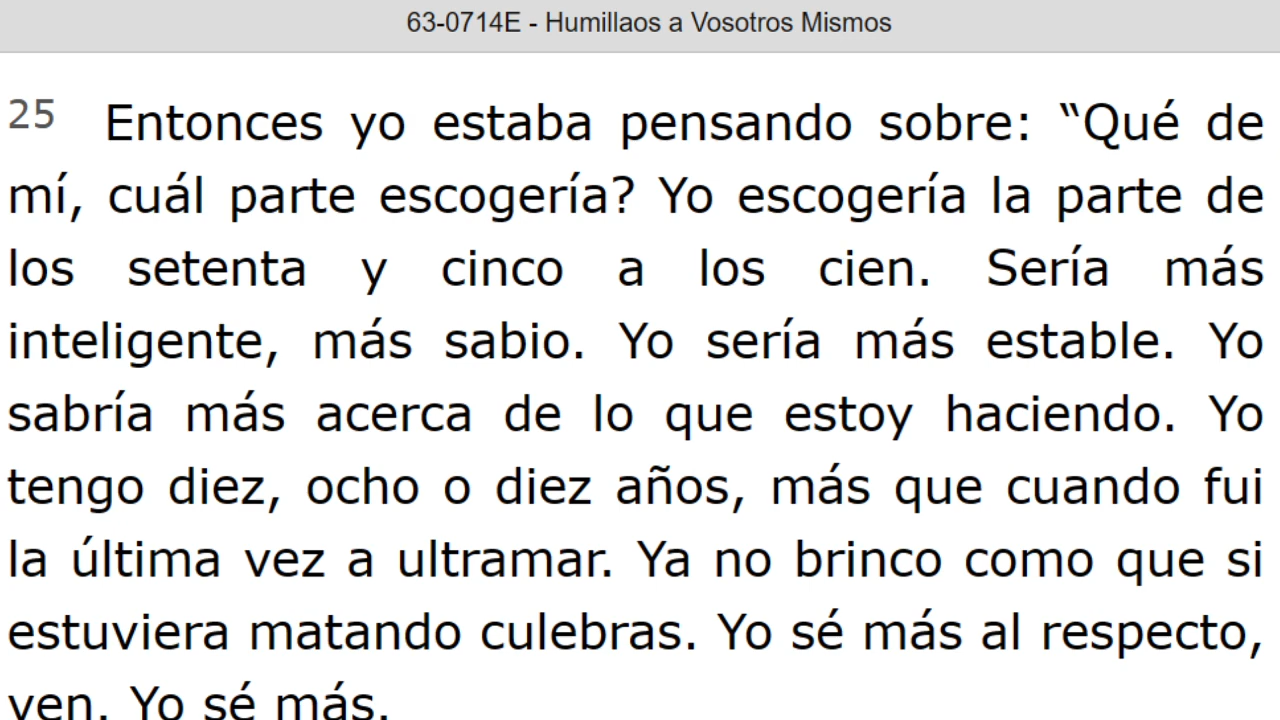 63-0714E - Humillaos a Vosotros Mismos
25 Entonces yo estaba pensando sobre: “Qué de
mí, cuál parte escogería? Yo escogería la parte de
los setenta y cinco a los cien. Sería más
inteligente, más sabio. Yo sería más estable. Yo
sabría más acerca de lo que estoy haciendo. Yo
tengo diez, ocho o diez años, más que cuando fui
la última vez a ultramar. Ya no brinco como que si
estuviera matando culebras. Yo sé más al respecto,
ven. Yo sé más.